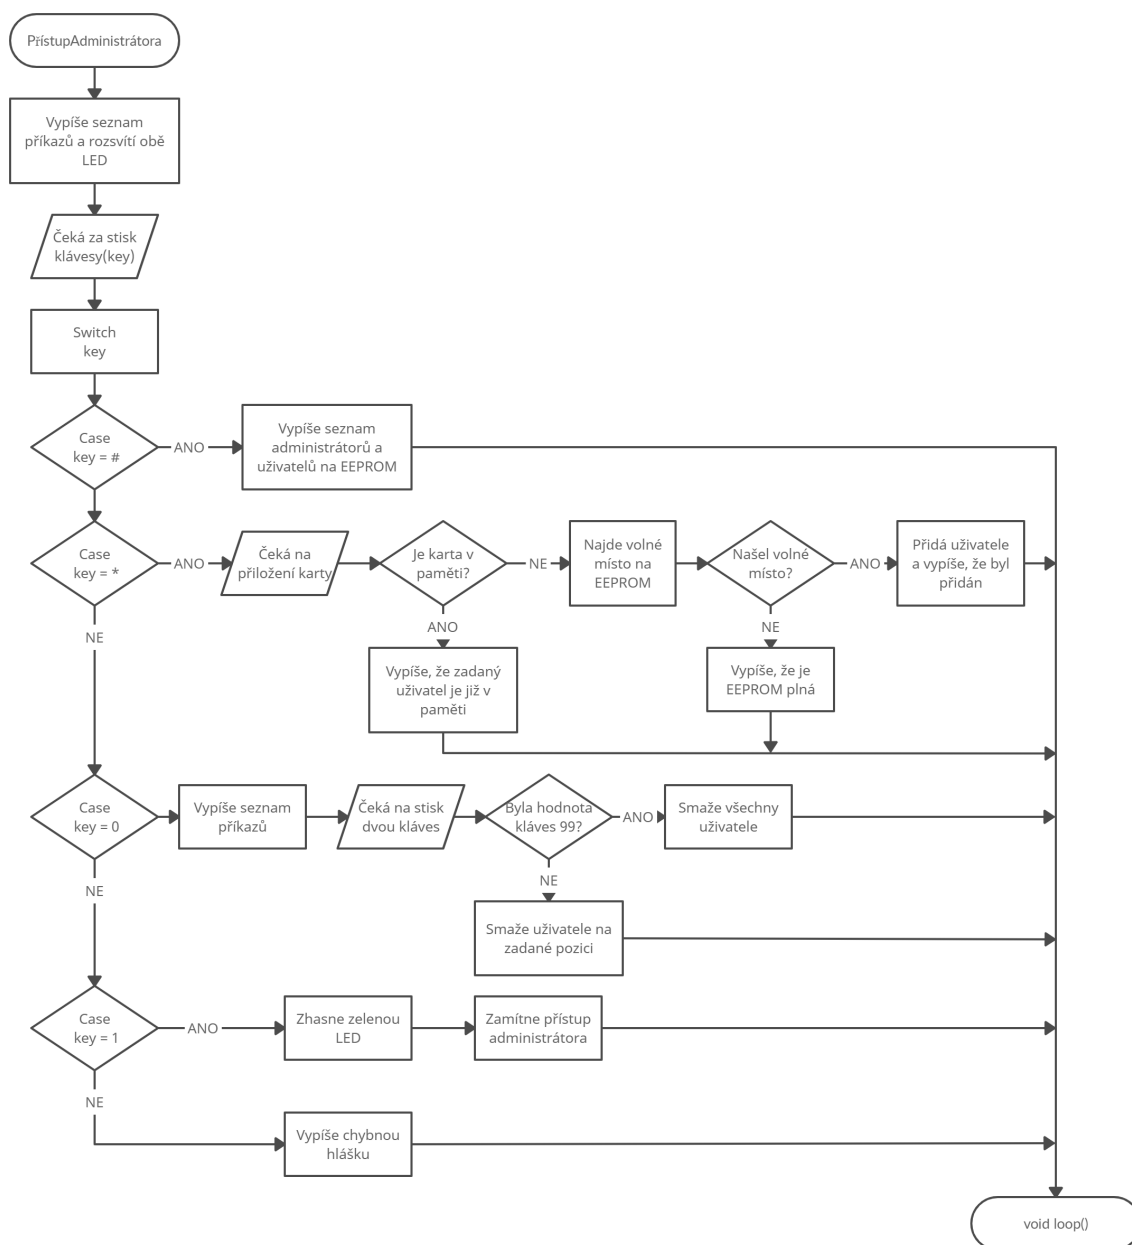 PřístupAdministrátora
Vypíše seznam
příkazů a rozsvítí obě
LED
Čeká za stisk
klávesy(key)
Switch
key
Case
key = #
ANO
Vypíše seznam
administrátorů a
uživatelů na EEPROM
Case
key = *
ANO
Čeká na
přiložení karty
Je karta v
paměti?
NE
Najde volné
místo na
EEPROM
Našel volné
místo?
ANO
Přidá uživatele
a vypíše, že byl
přidán
NE
ANO
NE
Vypíše, že zadaný
uživatel je již v
paměti
Vypíše, že je
EEPROM plná
Case
key = 0
Vypíše seznam
příkazů
Čeká na stisk
dvou kláves
Byla hodnota
kláves 99?
ANO
Smaže všechny
uživatele
NE
NE
Smaže uživatele na
zadané pozici
Case
key = 1
ANO
Zhasne zelenou
LED
Zamítne přístup
administrátora
NE
Vypíše chybnou
hlášku
void loop()